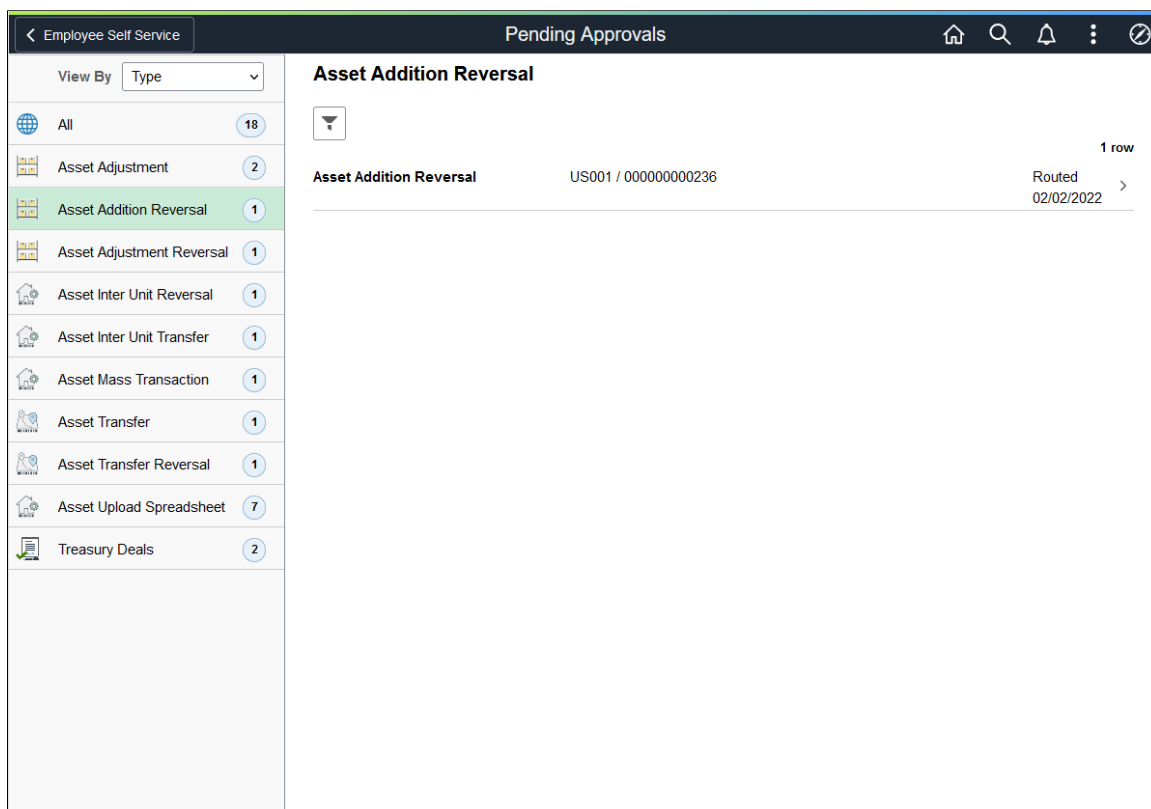 Employee Self Service
Pending Approvals
View By Type
All 18
Asset Adjustment 2
Asset Addition Reversal 1
Asset Adjustment Reversal 1
Asset Inter Unit Reversal 1
Asset Inter Unit Transfer 1
Asset Mass Transaction 1
Asset Transfer 1
Asset Transfer Reversal 1
Asset Upload Spreadsheet 7
Treasury Deals 2
Asset Addition Reversal
1 row
Asset Addition Reversal US001 / 000000000236 Routed
02/02/2022